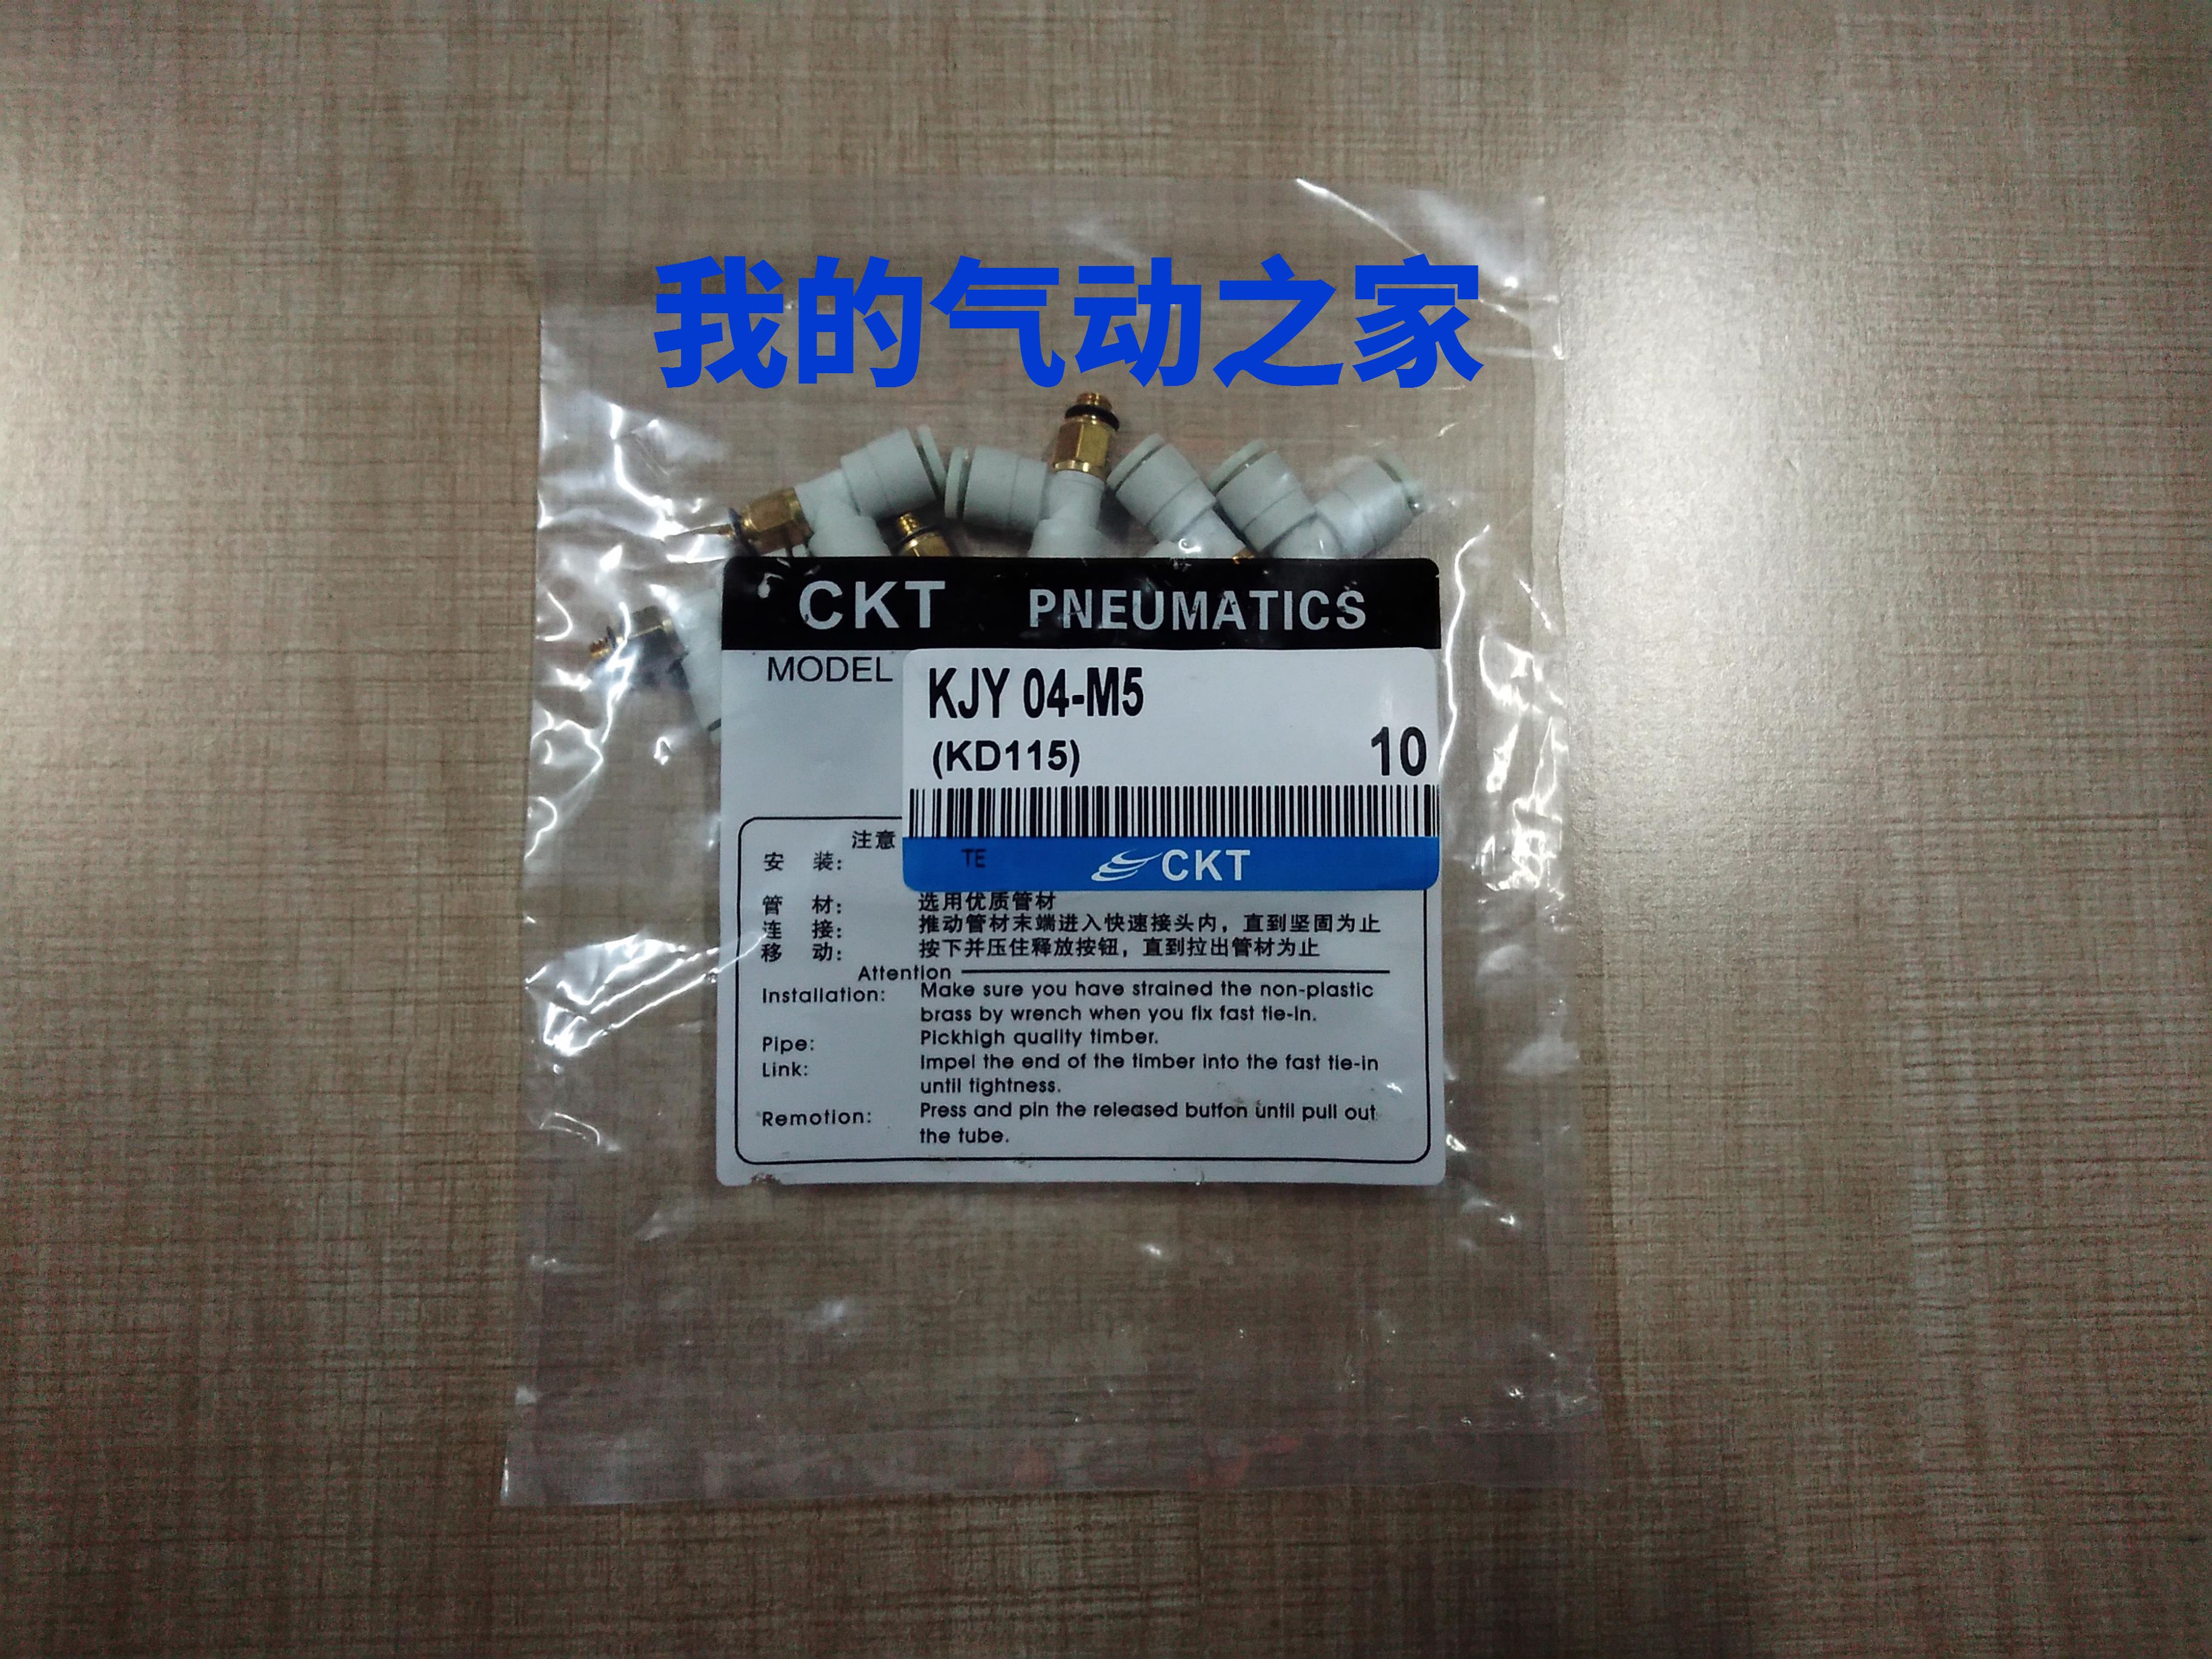 我的气动之家
CKT PNEUMATICS
MODEL
KJY 04-M5
(KD115)
10
TE
CKT
注意
安 装:
管 材: 选用优质管材
连 接: 推动管材末端进入快速接头内，直到坚固为止
移 动: 按下并压住释放按钮，直到拉出管材为止
Attention
Installation: Make sure you have strained the non-plastic
brass by wrench when you fix fast tie-in.
Pipe: Pickhigh quality timber.
Link: Impel the end of the timber into the fast tie-in
until tightness.
Remotion: Press and pin the released button until pull out
the tube.